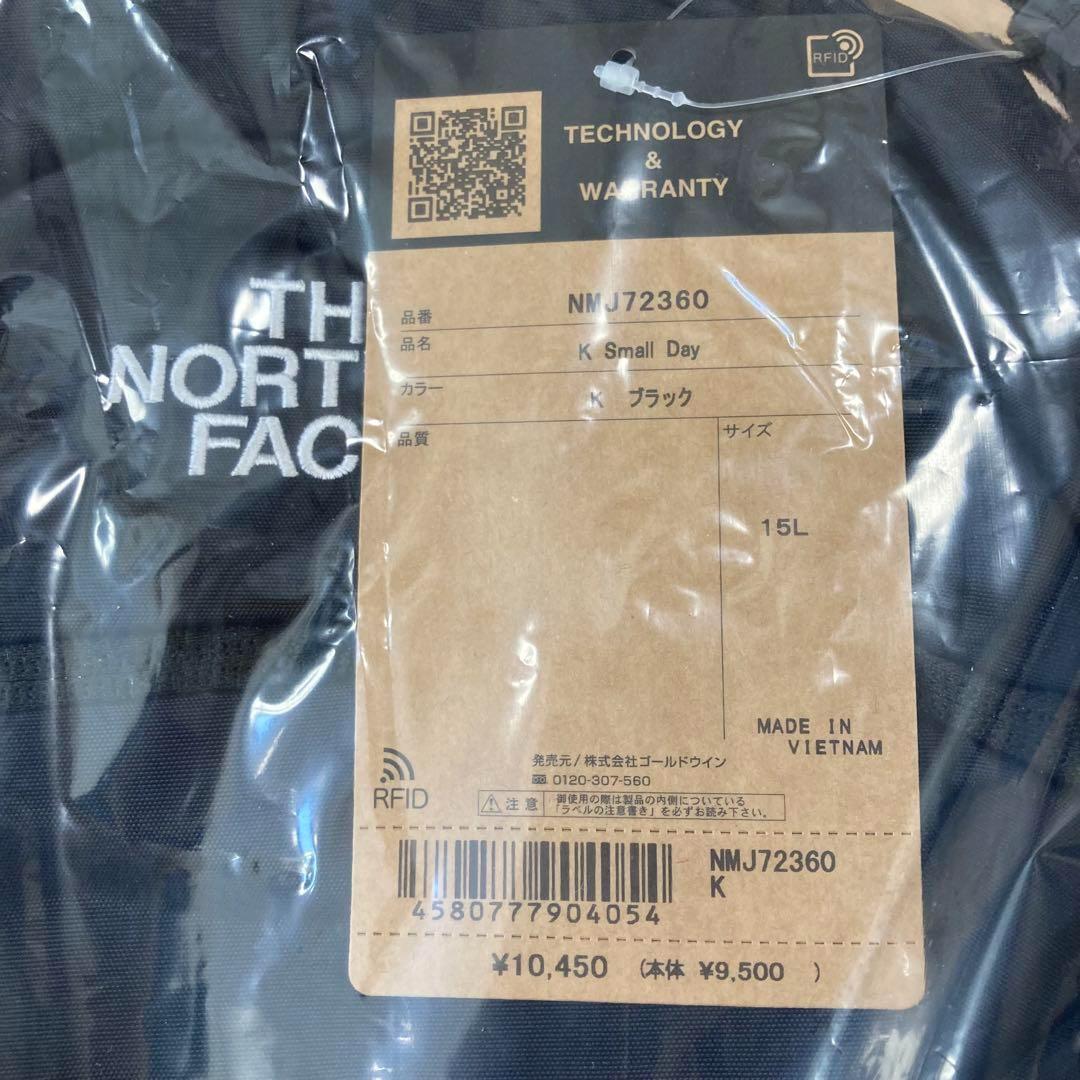 RFID
TECHNOLOGY
&
WARRANTY
TH
NORT
FAC
品番 NMJ72360
品名 K Small Day
カラー K ブラック
品質
サイズ
15L
MADE IN
VIETNAM
RFID
発売元/株式会社ゴールドウイン
0120-307-560
注意
御使用の際は製品の内側についている
「ラベルの注意書き」を必ずお読み下さい。
NMJ72360
K
4580777904054
¥10,450 (本体 ¥9,500 )